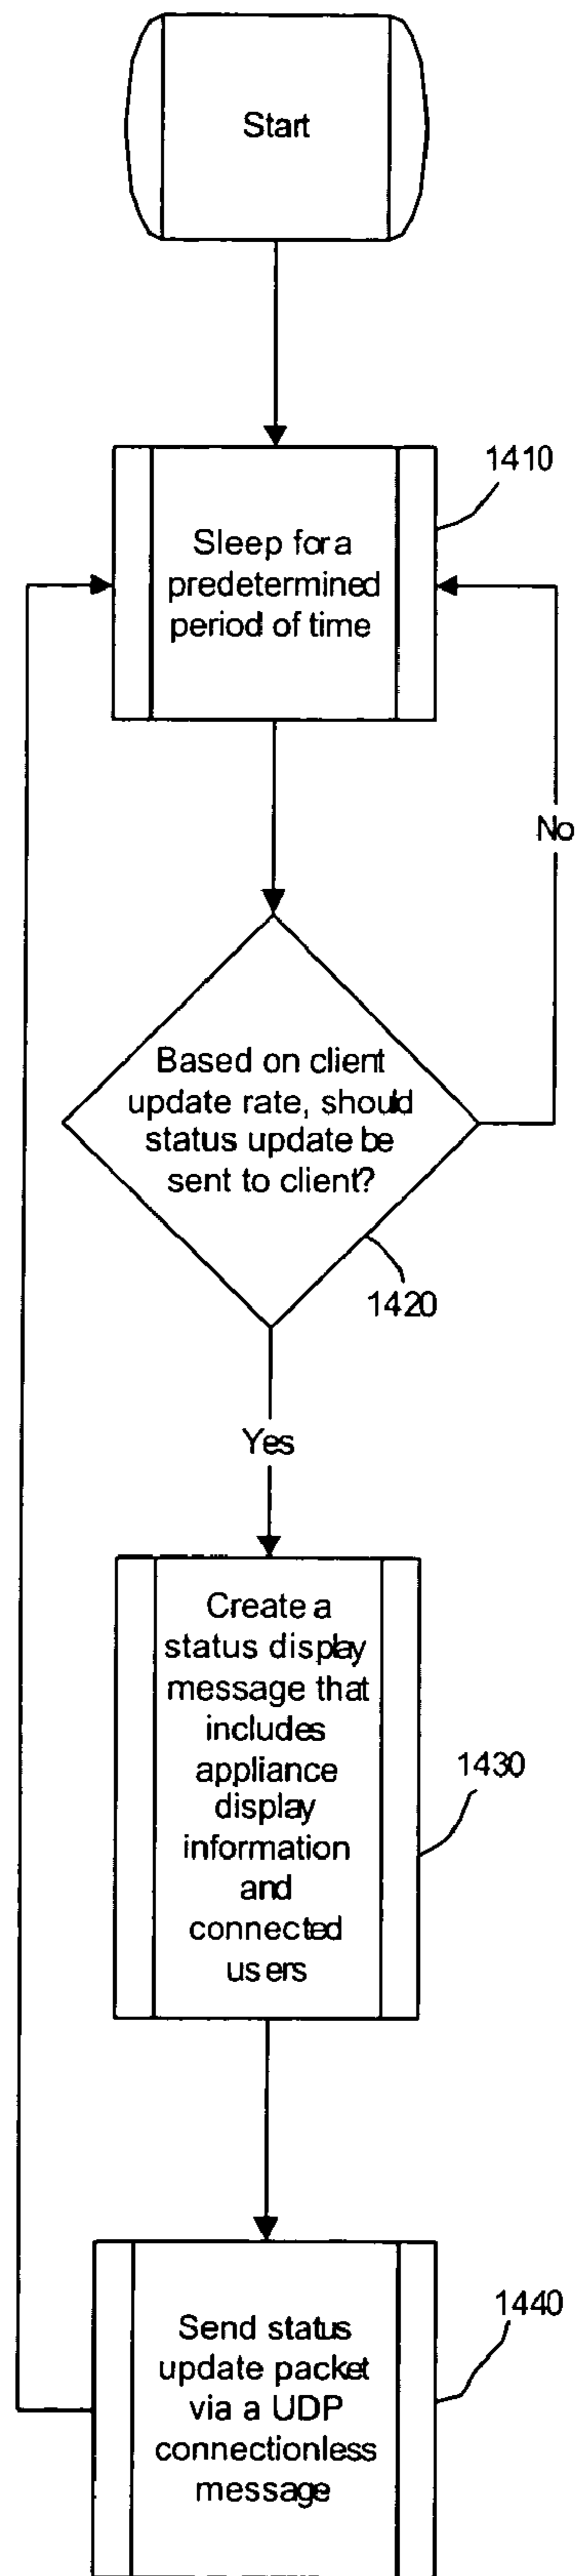 Start
1410
Sleep for a
predetermined
period of time
No
Based on client
update rate, should
status update be
sent to client?
1420
Yes
Create a
status display
message that
includes
appliance
display
information
and
connected
users
1430
1440
Send status
update packet
via a UDP
connectionless
message